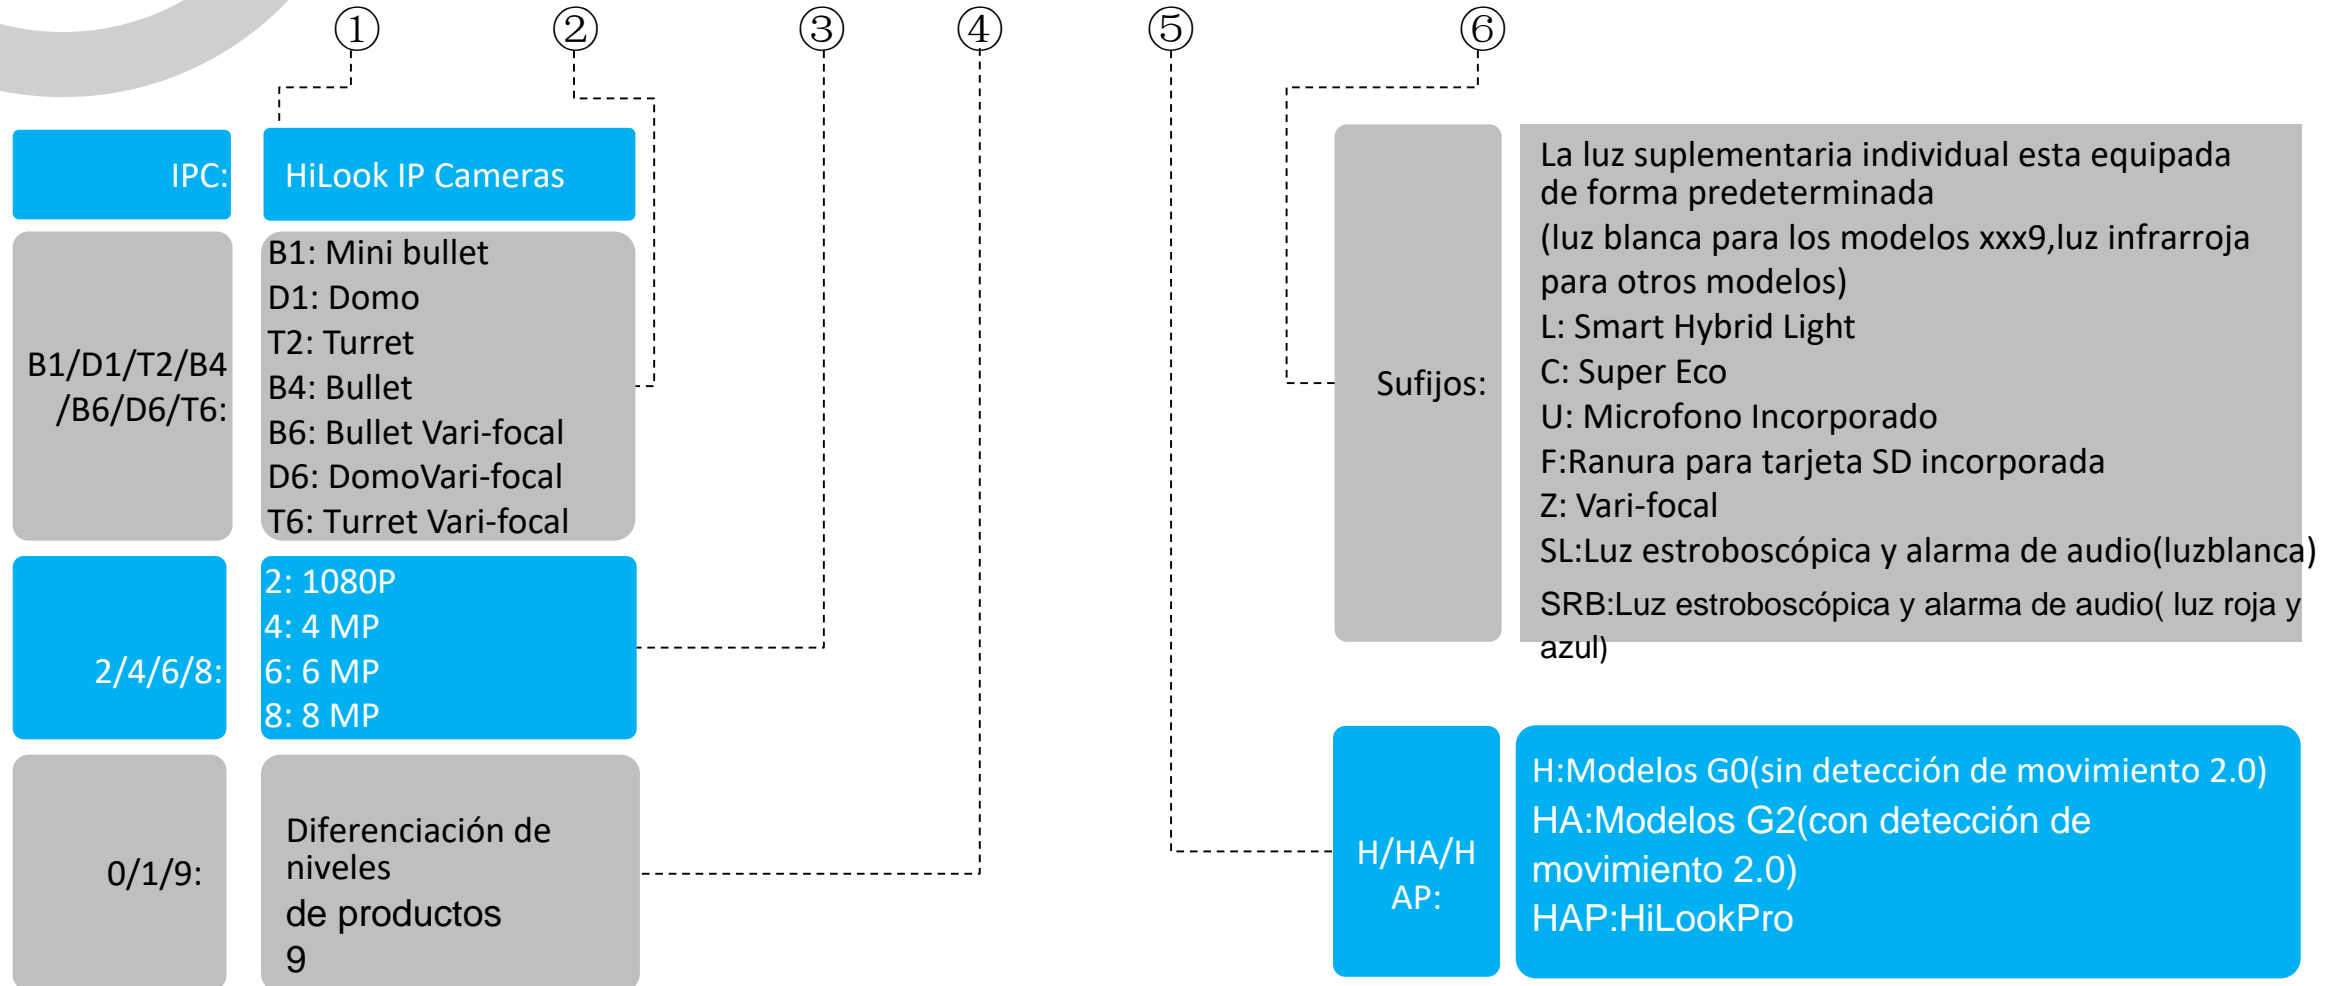 ① ② ③ ④ ⑤ ⑥
IPC:
HiLook IP Cameras
B1/D1/T2/B4
/B6/D6/T6:
B1: Mini bullet
D1: Domo
T2: Turret
B4: Bullet
B6: Bullet Vari-focal
D6: DomoVari-focal
T6: Turret Vari-focal
2/4/6/8:
2: 1080P
4: 4 MP
6: 6 MP
8: 8 MP
0/1/9:
Diferenciación de
niveles
de productos
9
Sufijos:
La luz suplementaria individual esta equipada
de forma predeterminada
(luz blanca para los modelos xxx9,luz infrarroja
para otros modelos)
L: Smart Hybrid Light
C: Super Eco
U: Microfono Incorporado
F:Ranura para tarjeta SD incorporada
Z: Vari-focal
SL:Luz estroboscópica y alarma de audio(luzblanca)
SRB:Luz estroboscópica y alarma de audio( luz roja y
azul)
H/HA/H
AP:
H:Modelos G0(sin detección de movimiento 2.0)
HA:Modelos G2(con detección de
movimiento 2.0)
HAP:HiLookPro